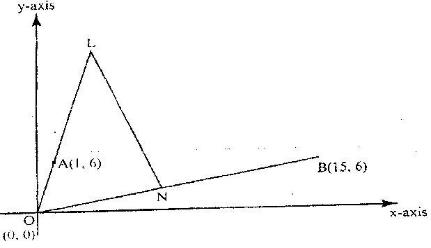 y-axis
L
A(1, 6)
B(15, 6)
N
x-axis
O
(0, 0)